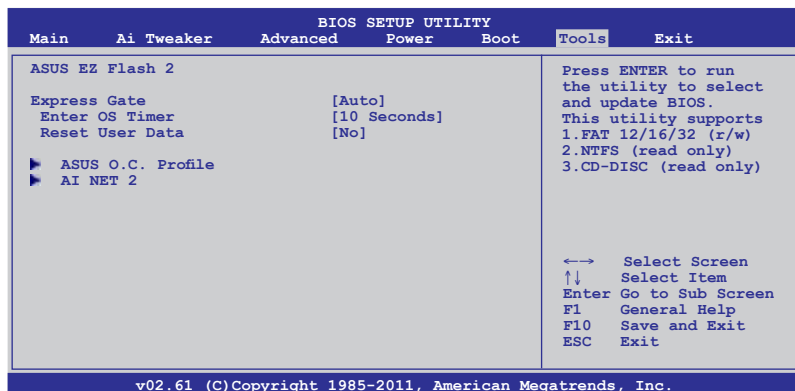 BIOS SETUP UTILITY
Main Ai Tweaker Advanced Power Boot Tools Exit
ASUS EZ Flash 2
Express Gate [Auto]
Enter OS Timer [10 Seconds]
Reset User Data [No]
ASUS O.C. Profile
AI NET 2
Press ENTER to run
the utility to select
and update BIOS.
This utility supports
1.FAT 12/16/32 (r/w)
2.NTFS (read only)
3.CD-DISC (read only)
←→ Select Screen
↑↓ Select Item
Enter Go to Sub Screen
F1 General Help
F10 Save and Exit
ESC Exit
v02.61 (C)Copyright 1985-2011, American Megatrends, Inc.